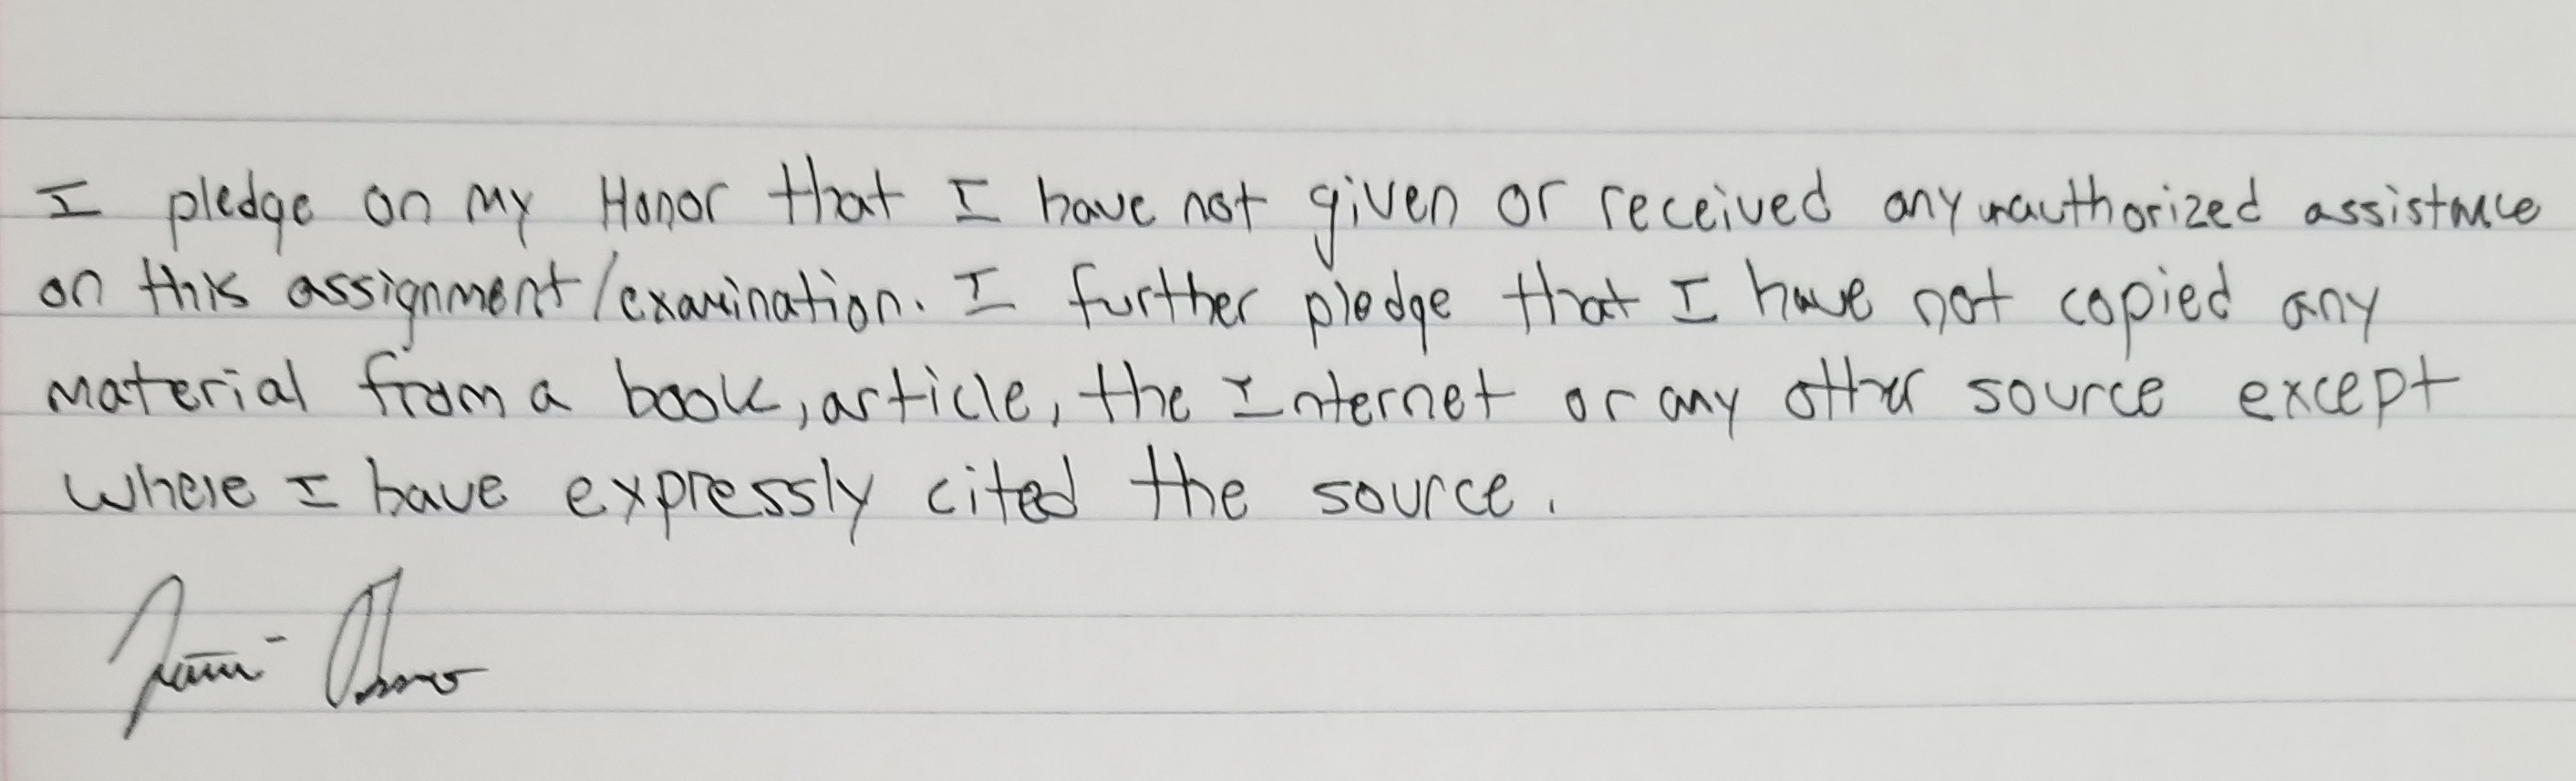 I pledge on my Honor that I have not given or received any unauthorized assistance
on this assignment/examination. I further pledge that I have not copied any
material from a book, article, the Internet or any other source except
where I have expressly cited the source.